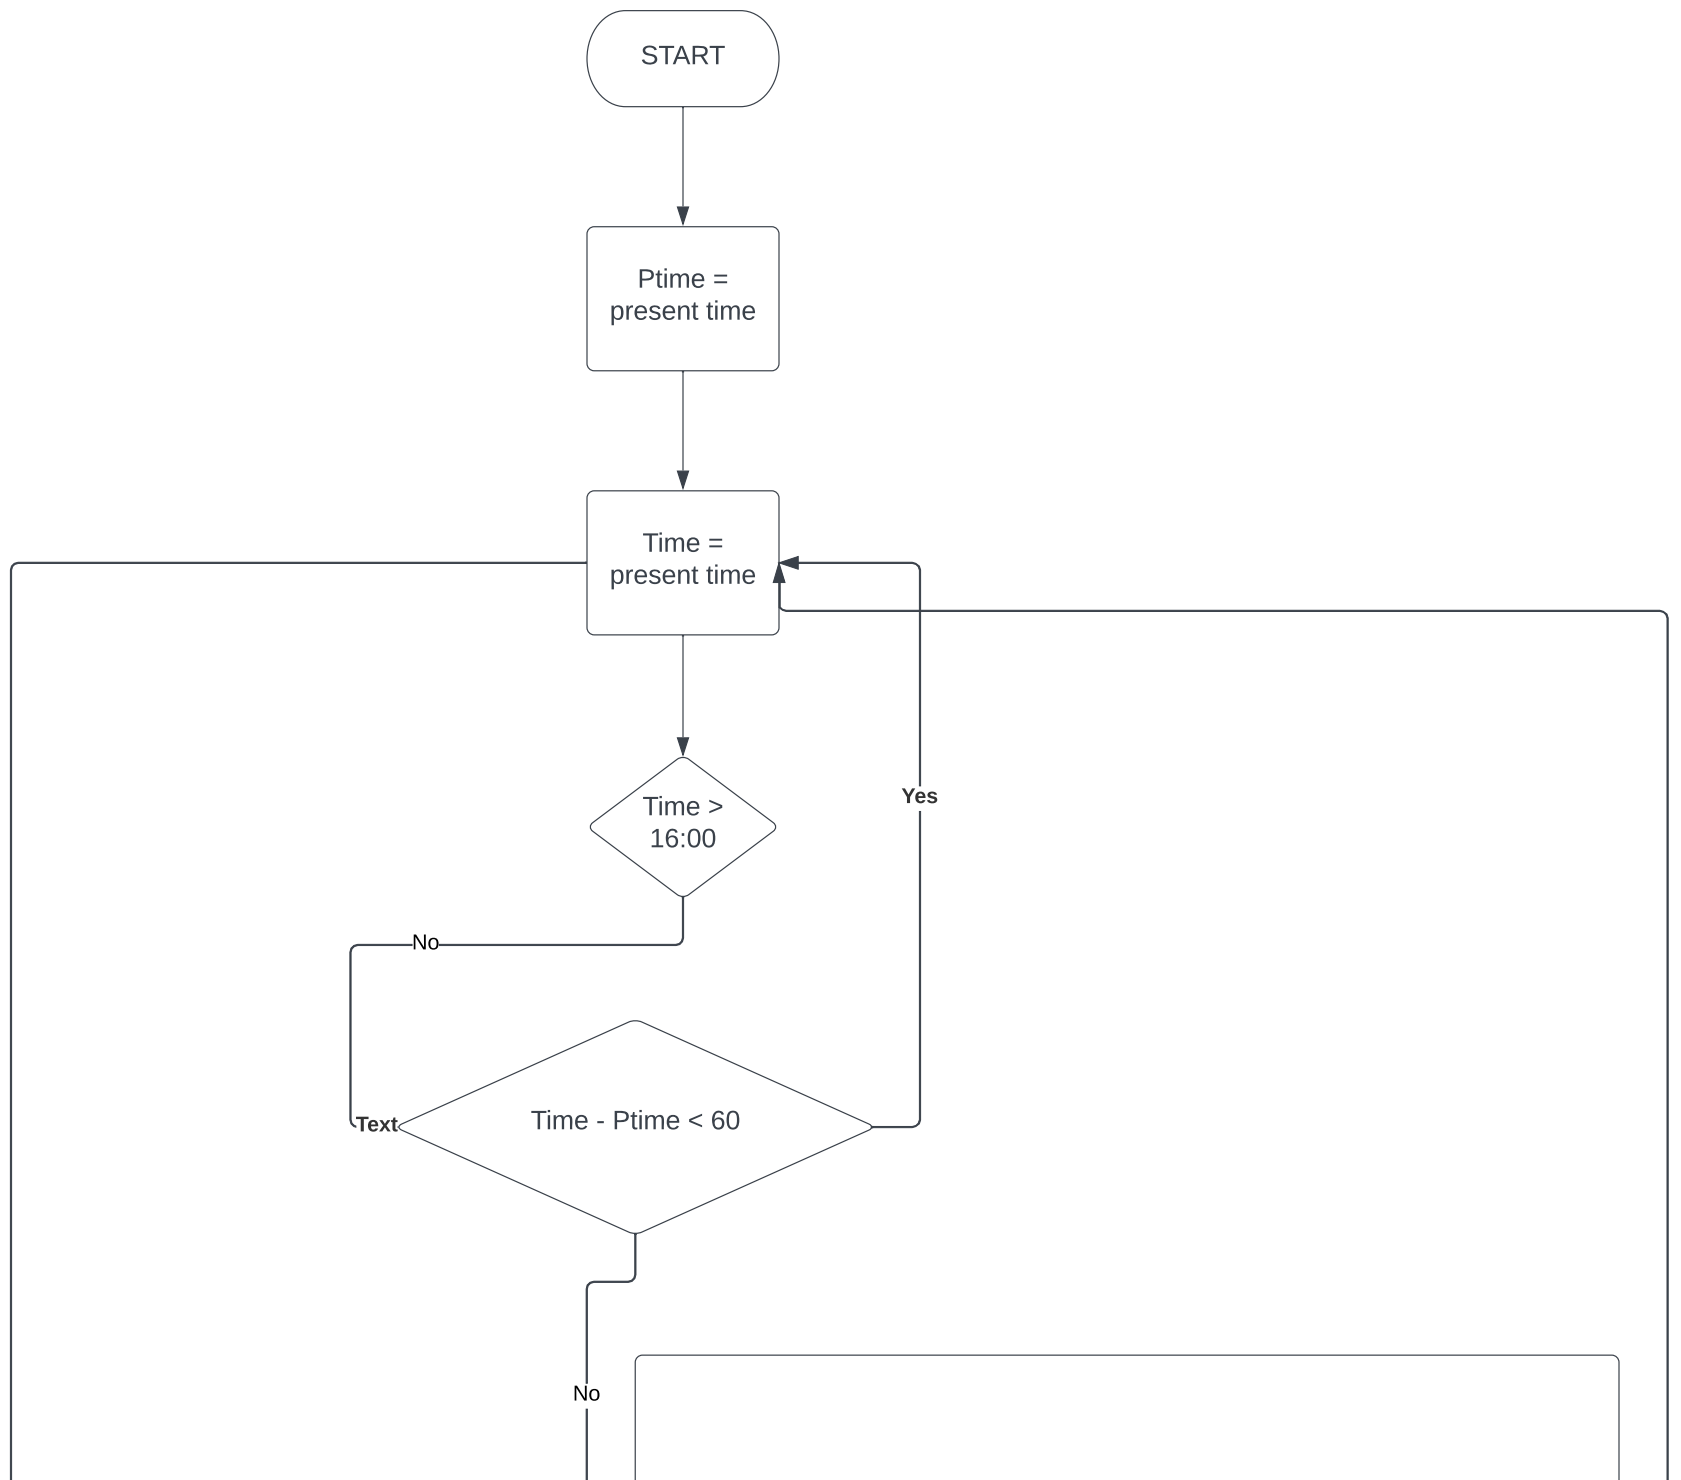 START
Ptime =
present time
Time =
present time
Time >
16:00
Yes
No
Text
Time - Ptime < 60
No